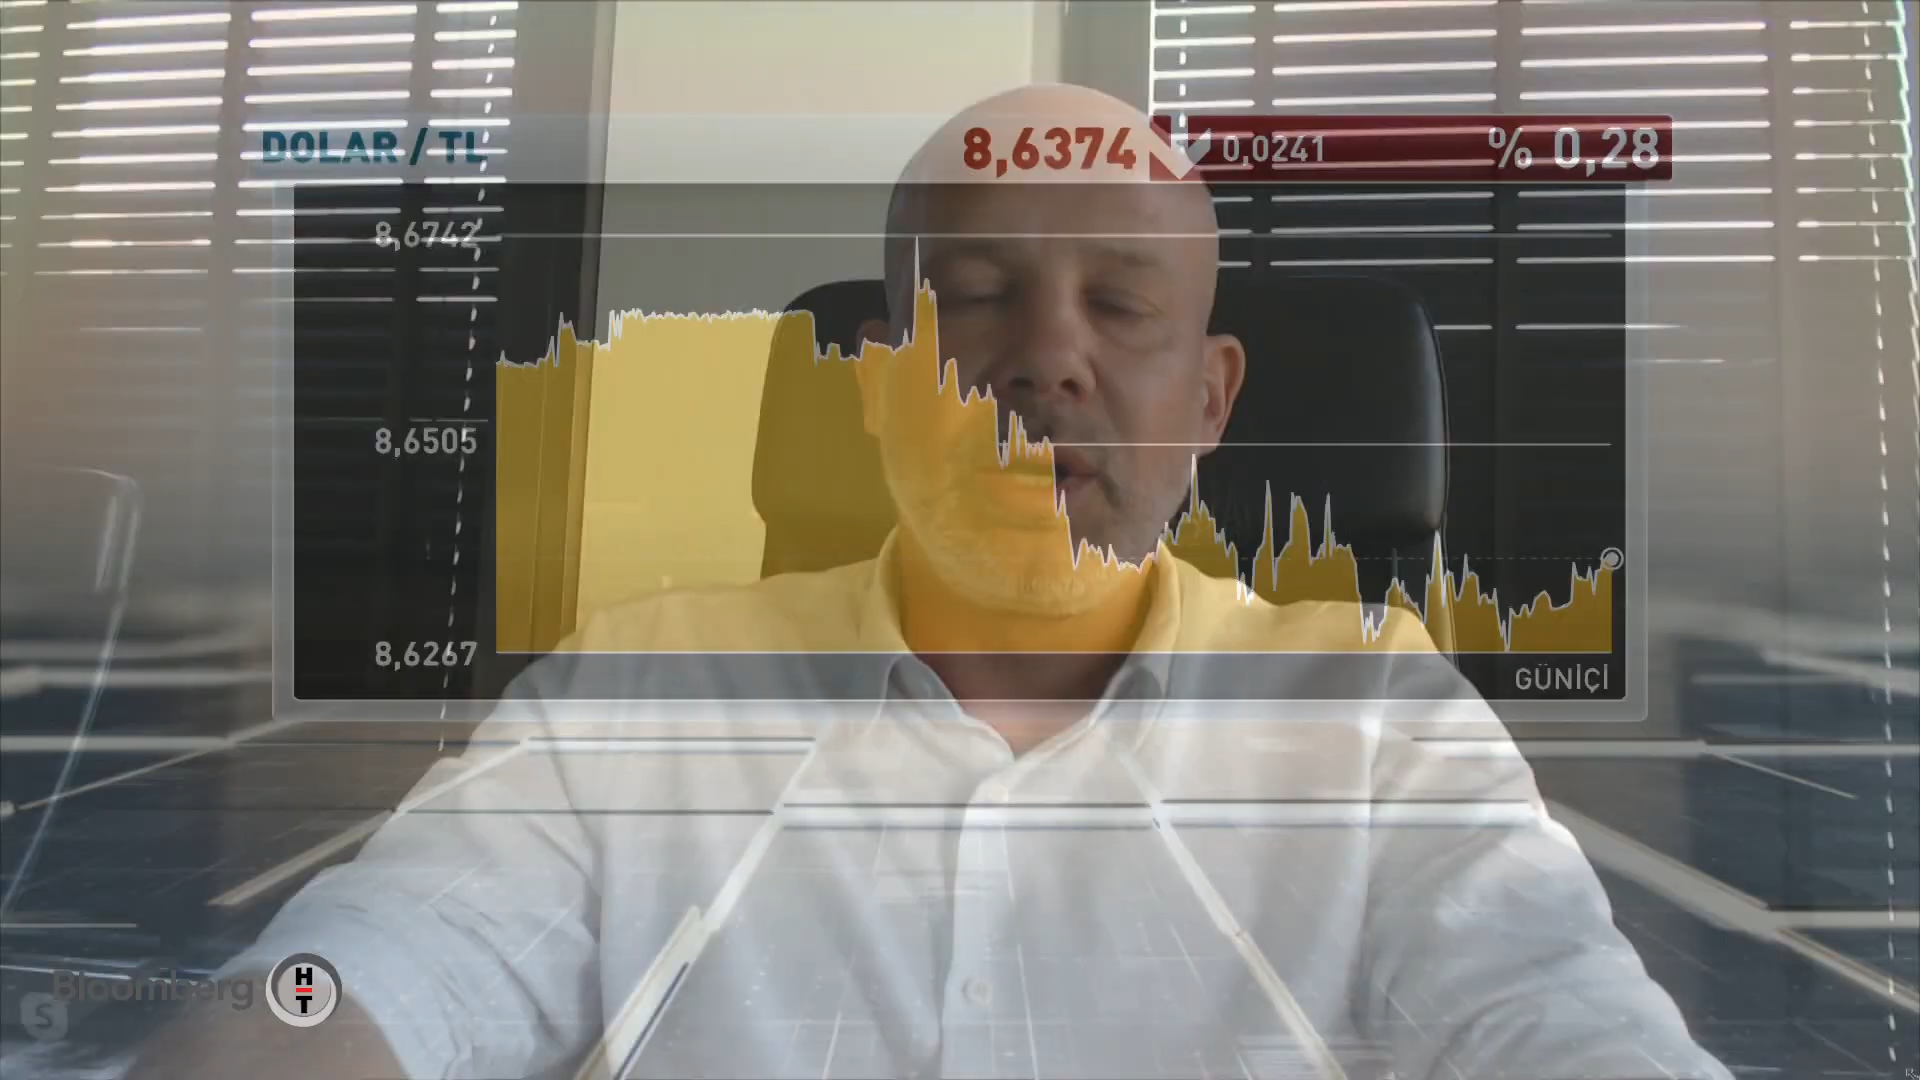 DOLAR / TL
8,6374 0,0241 % 0,28
8,6742
8,6505
8,6267
GÜNİÇİ
Bloomberg HT
S